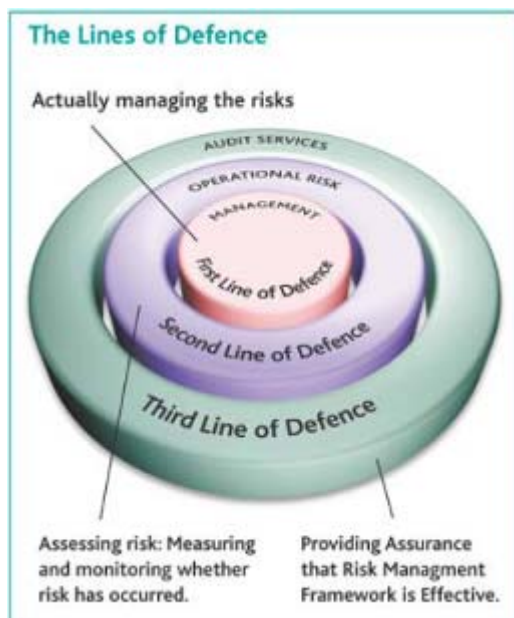 The Lines of Defence
Actually managing the risks
AUDIT SERVICES
OPERATIONAL RISK
MANAGEMENT
First Line of Defence
Second Line of Defence
Third Line of Defence
Assessing risk: Measuring
and monitoring whether
risk has occurred.
Providing Assurance
that Risk Managment
Framework is Effective.